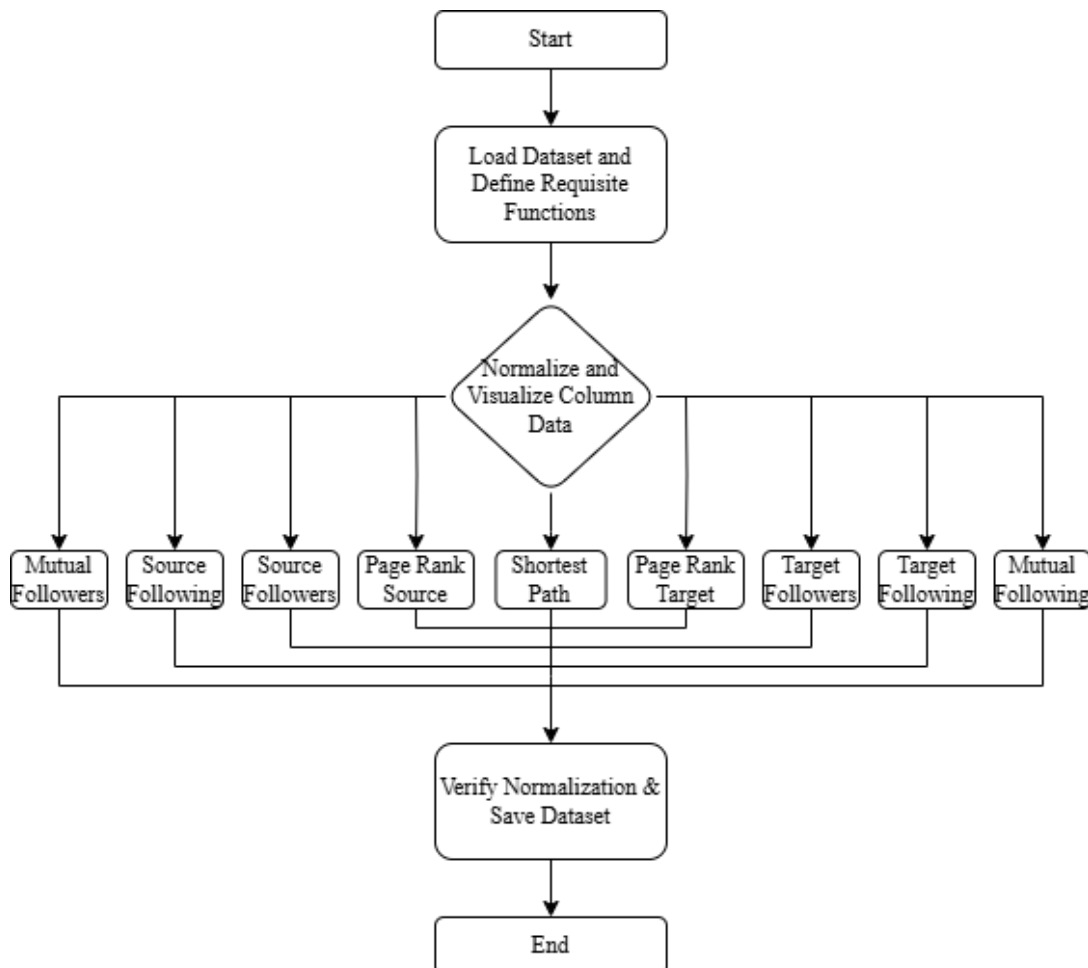 Start
Load Dataset and
Define Requisite
Functions
Normalize and
Visualize Column
Data
Mutual
Followers
Source
Following
Source
Followers
Page Rank
Source
Shortest
Path
Page Rank
Target
Target
Followers
Target
Following
Mutual
Following
Verify Normalization &
Save Dataset
End